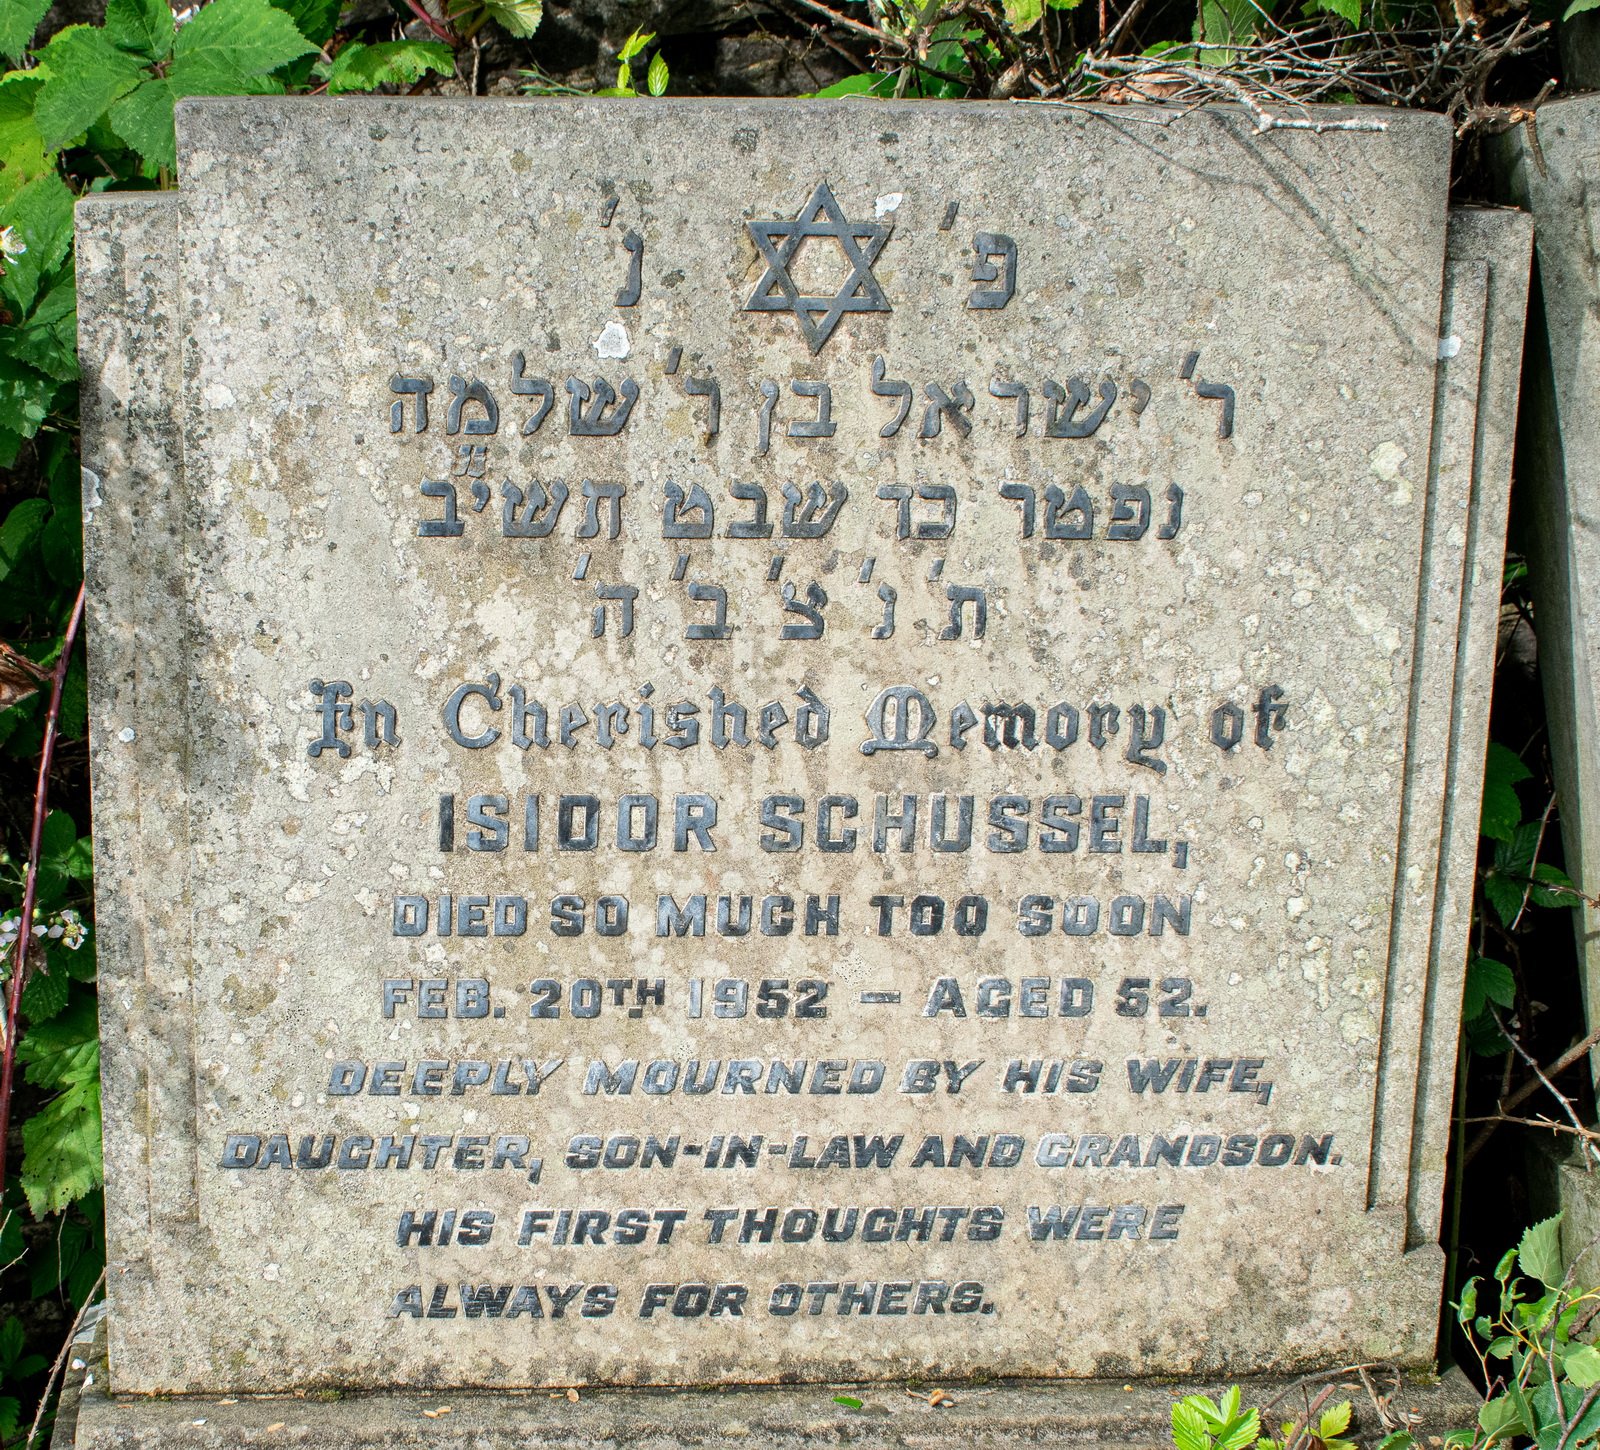 פ' נ'
ר' ישראל בן ר' שלמה
נפטר כד שבט תשי"ב
ת' נ' צ' ב' ה'
In Cherished Memory of
ISIDOR SCHUSSEL,
DIED SO MUCH TOO SOON
FEB. 20TH 1952 — AGED 52.
DEEPLY MOURNED BY HIS WIFE,
DAUGHTER, SON-IN-LAW AND GRANDSON.
HIS FIRST THOUGHTS WERE
ALWAYS FOR OTHERS.